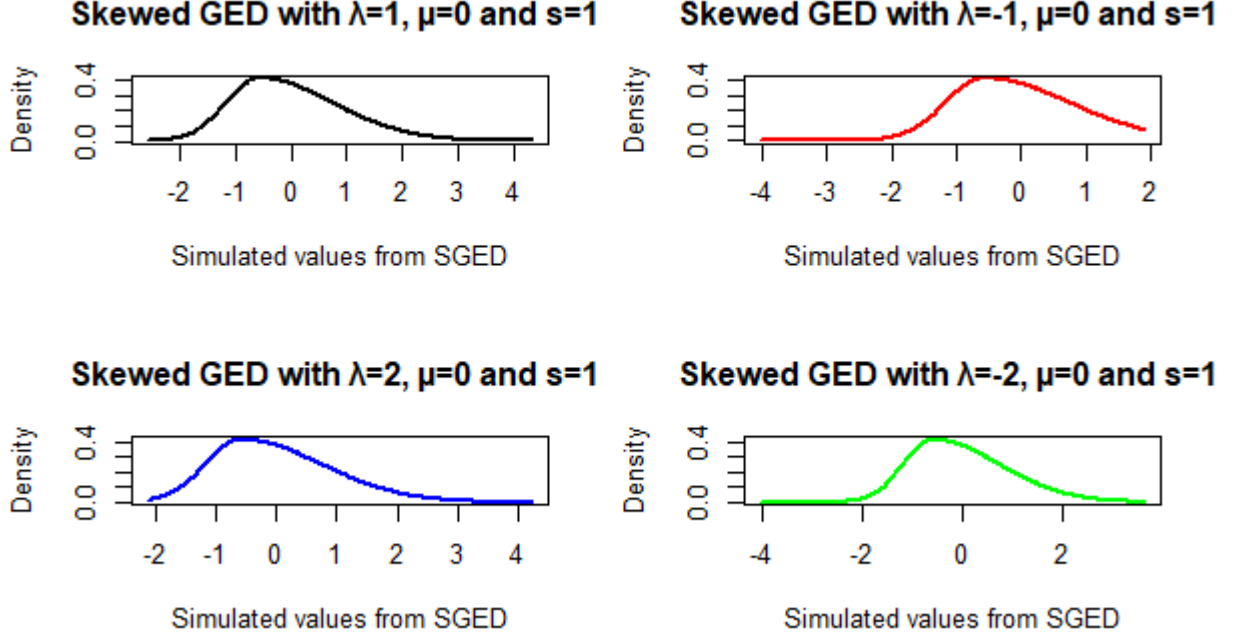 Skewed GED with λ=1, μ=0 and s=1
Density
0.4
0.0
-2 -1 0 1 2 3 4
Simulated values from SGED
Skewed GED with λ=-1, μ=0 and s=1
Density
0.4
0.0
-4 -3 -2 -1 0 1 2
Simulated values from SGED
Skewed GED with λ=2, μ=0 and s=1
Density
0.4
0.0
-2 -1 0 1 2 3 4
Simulated values from SGED
Skewed GED with λ=-2, μ=0 and s=1
Density
0.4
0.0
-4 -2 0 2
Simulated values from SGED